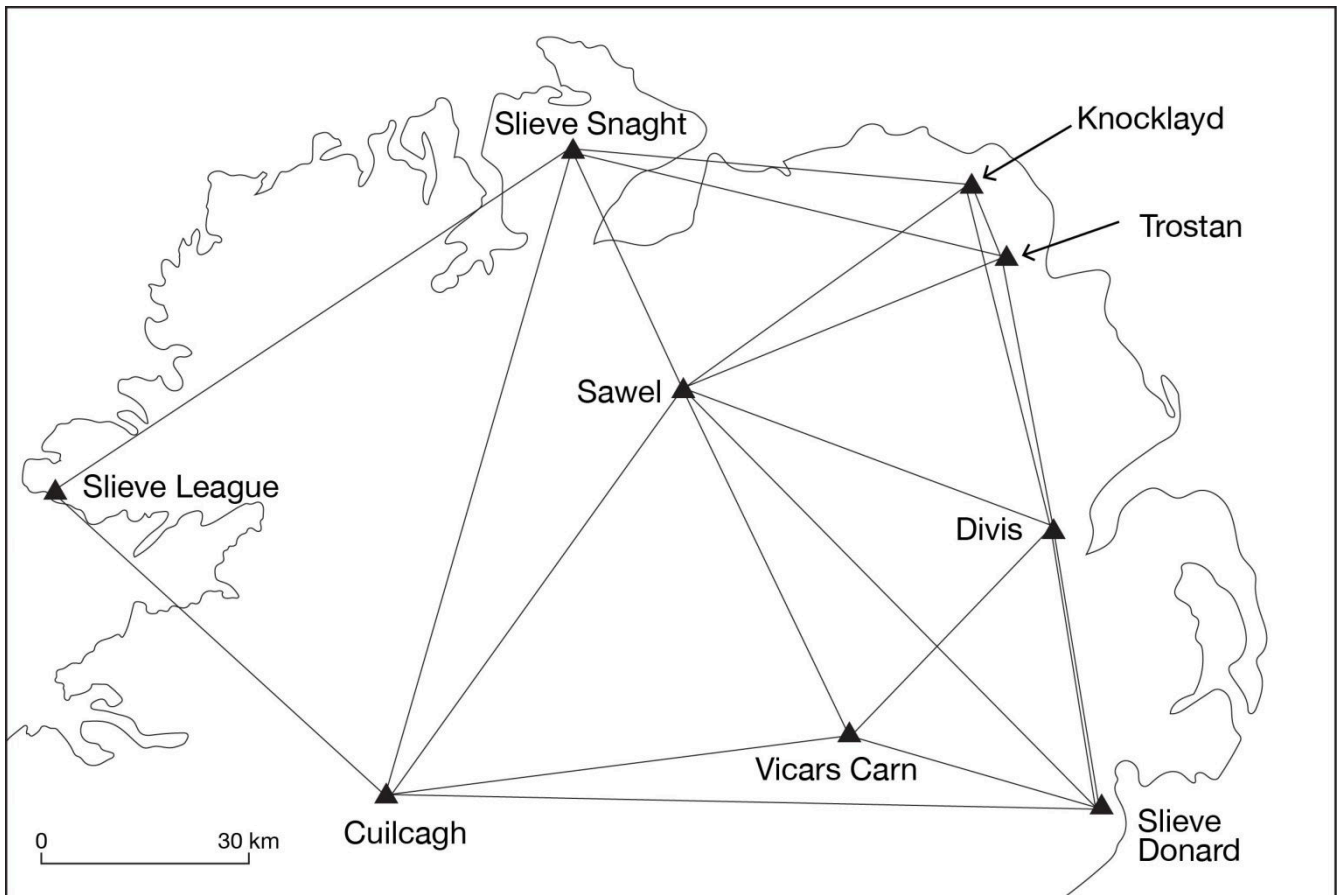 Slieve Snaght
Knocklayd
Trostan
Sawel
Slieve League
Divis
Vicars Carn
Cuilcagh
Slieve
Donard
0 30 km